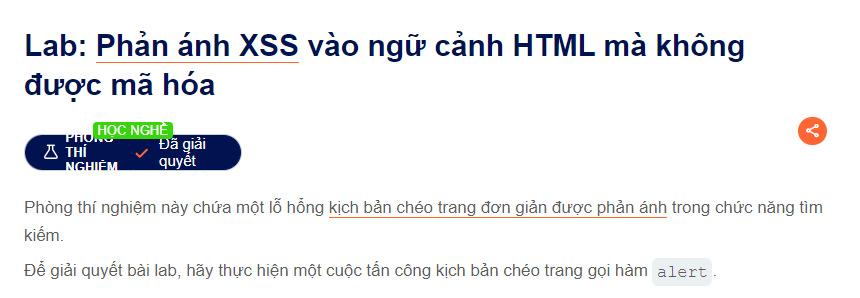 Lab: Phản ánh XSS vào ngữ cảnh HTML mà không
được mã hóa
HỌC NGHỀ
PHÒNG
THÍ
NGHIỆM
Đã giải
quyết
Phòng thí nghiệm này chứa một lỗ hổng kịch bản chéo trang đơn giản được phản ánh trong chức năng tìm
kiếm.
Để giải quyết bài lab, hãy thực hiện một cuộc tấn công kịch bản chéo trang gọi hàm alert.